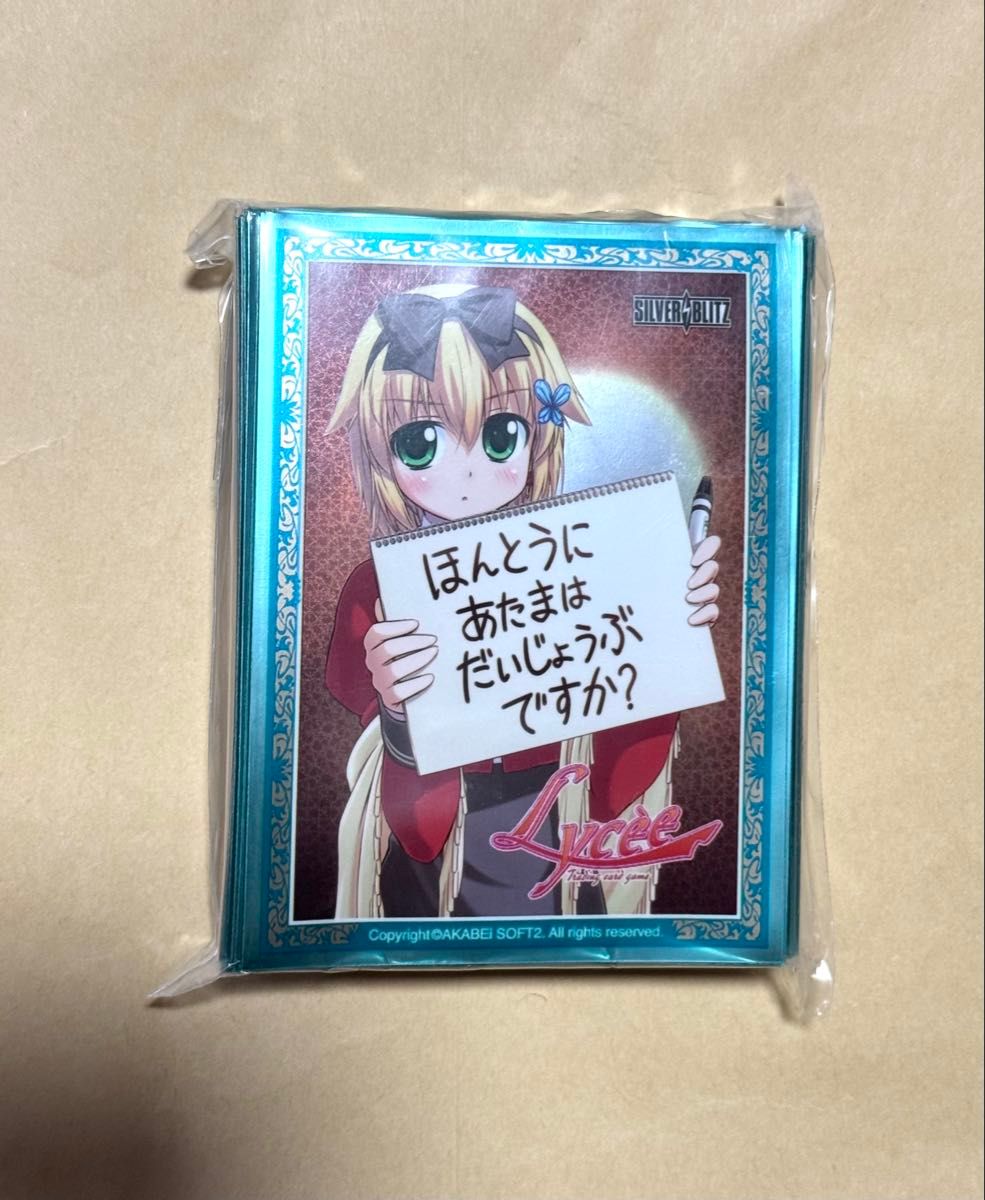 SILVER BLITZ
ほんとうに
あたまは
だいじょうぶ
ですか?
Lycèe
Trading card game
Copyright©AKABEi SOFT2. All rights reserved.